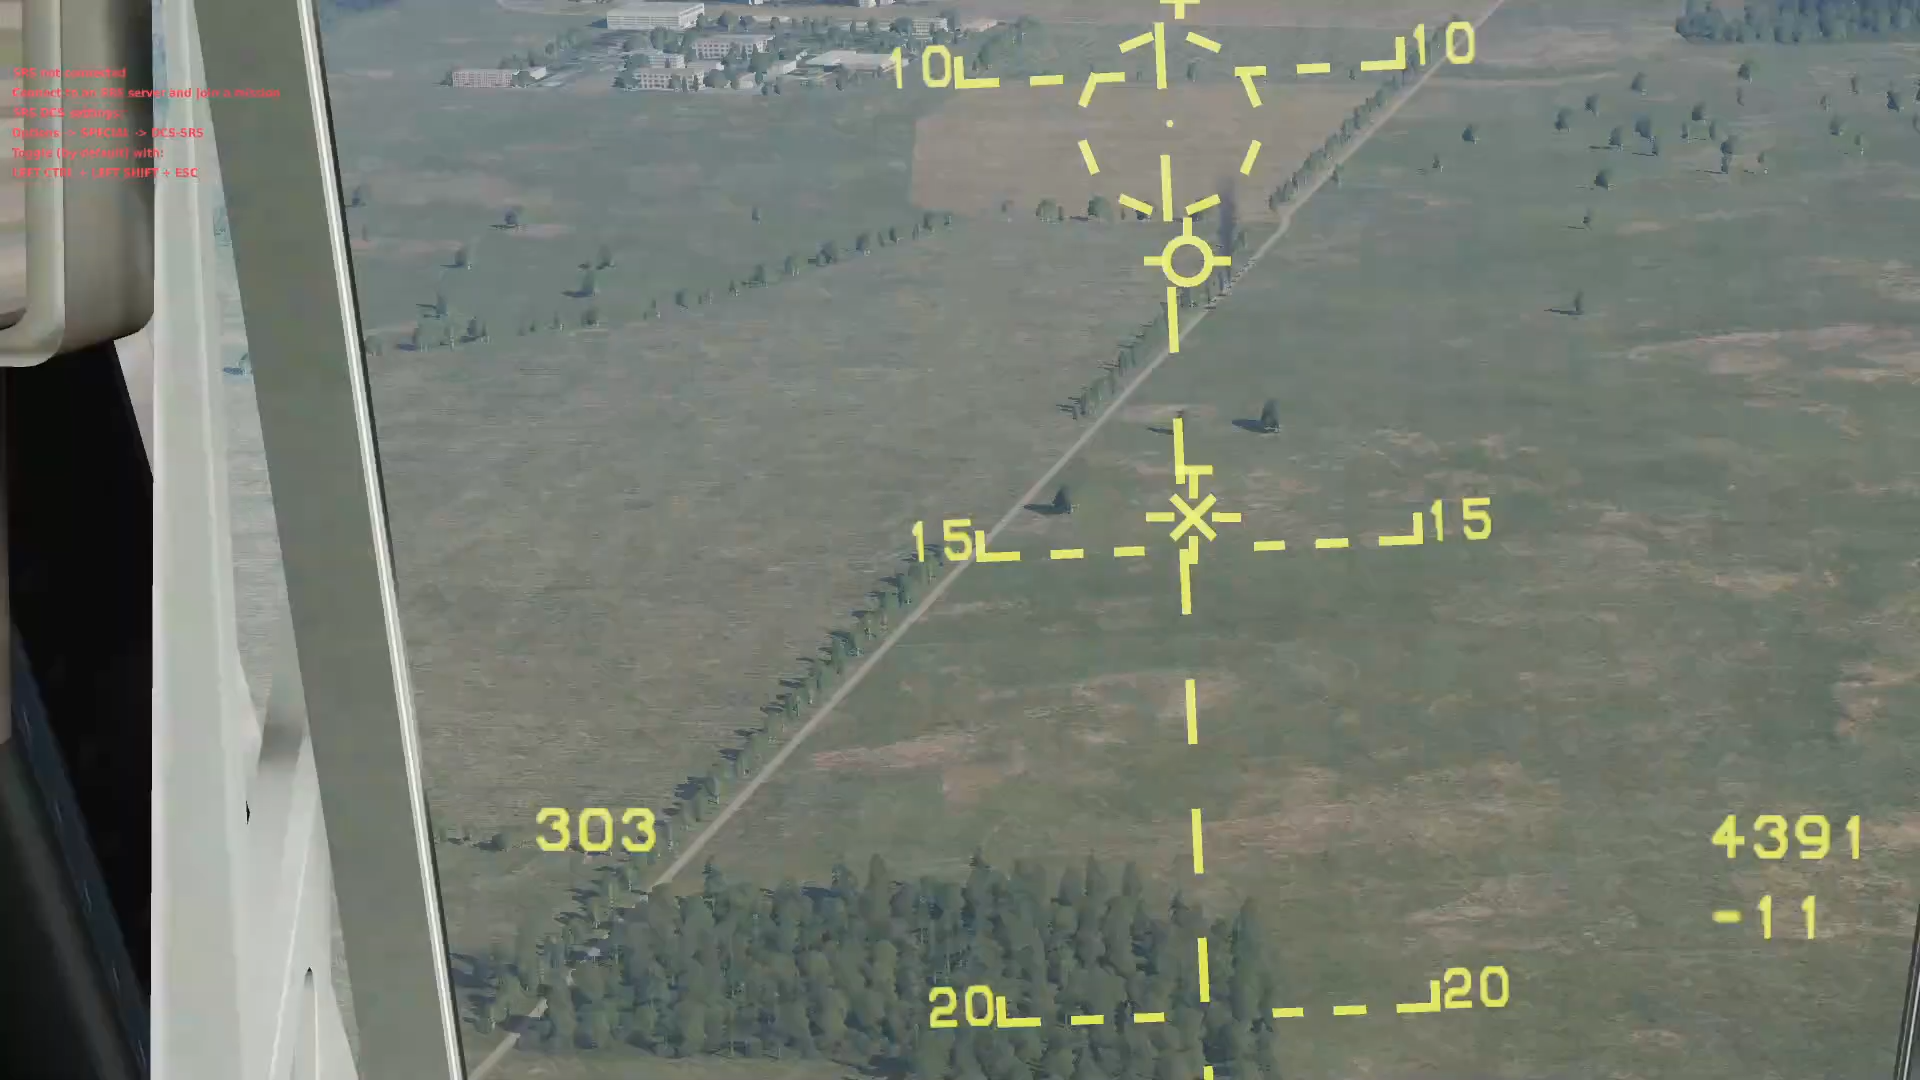 SRS not connected
Connect to an SRS server and join a mission
SRS DCS settings:
Options -> SPECIAL -> DCS-SRS
Toggle (by default) with:
LEFT CTRL + LEFT SHIFT + ESC
10 10
15 15
303 4391
-11
20 20